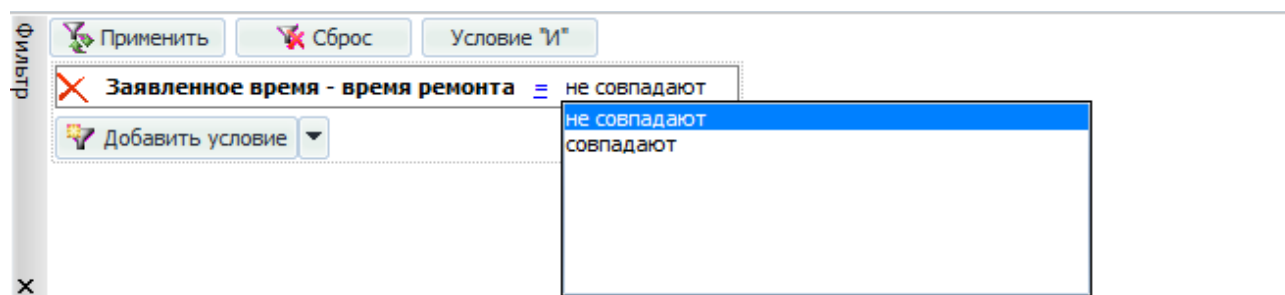 Фильтр
Применить Сброс Условие "И"
Заявленное время - время ремонта = не совпадают
не совпадают
Добавить условие
совпадают